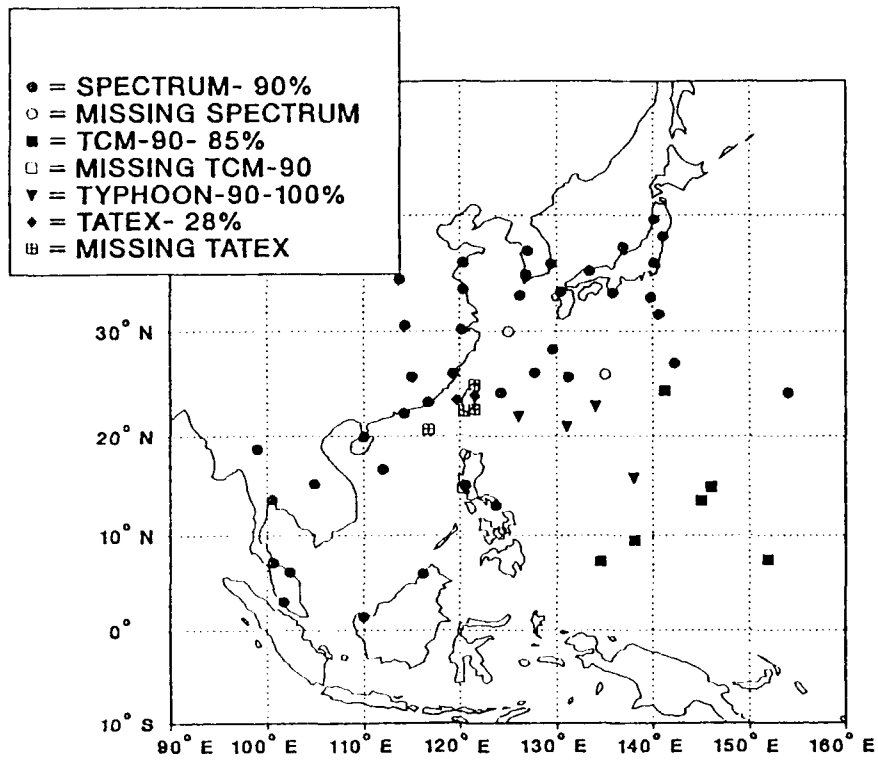 ● = SPECTRUM- 90%
○ = MISSING SPECTRUM
■ = TCM-90- 85%
□ = MISSING TCM-90
▼ = TYPHOON-90-100%
◆ = TATEX- 28%
⊞ = MISSING TATEX
30° N
20° N
10° N
0°
10° S
90° E 100° E 110° E 120° E 130° E 140° E 150° E 160° E